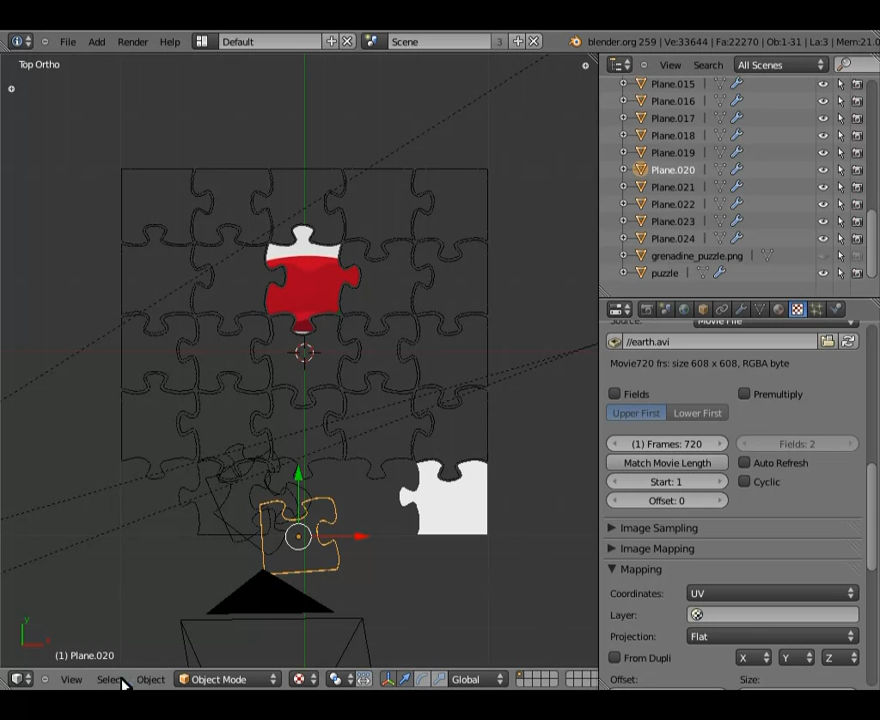 File Add Render Help Default Scene 3 blender.org 259 | Ve:33644 | Fa:22270 | Ob:1-31 | La:3 | Mem:21.0
Top Ortho
View Search All Scenes
Plane.015
Plane.016
Plane.017
Plane.018
Plane.019
Plane.020
Plane.021
Plane.022
Plane.023
Plane.024
grenadine_puzzle.png
puzzle
Source: Movie File
//earth.avi
Movie720 frs: size 608 x 608, RGBA byte
Fields Premultiply
Upper First Lower First
(1) Frames: 720 Fields: 2
Match Movie Length Auto Refresh
Start: 1 Cyclic
Offset: 0
Image Sampling
Image Mapping
Mapping
Coordinates: UV
Layer:
Projection: Flat
From Dupli X Y Z
Offset: Size:
(1) Plane.020
View Select Object Object Mode Global